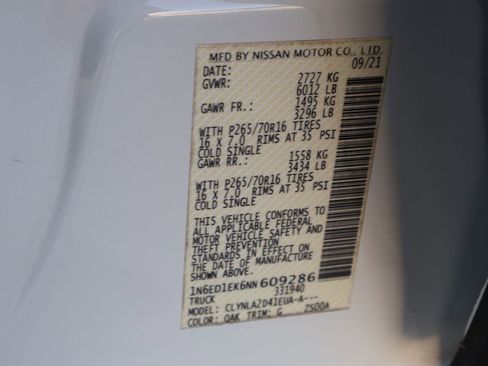 MFD BY NISSAN MOTOR CO., LTD.
DATE: 09/21
GVWR: 2727 KG
6012 LB
GAWR FR.: 1495 KG
3296 LB
WITH P265/70R16 TIRES
16 X 7.0 RIMS AT 35 PSI
COLD SINGLE
GAWR RR.: 1558 KG
3434 LB
WITH P265/70R16 TIRES
16 X 7.0 RIMS AT 35 PSI
COLD SINGLE
THIS VEHICLE CONFORMS TO
ALL APPLICABLE FEDERAL
MOTOR VEHICLE SAFETY AND
THEFT PREVENTION
STANDARDS IN EFFECT ON
THE DATE OF MANUFACTURE
SHOWN ABOVE.
1N6ED1EK6NN609286
TRUCK 331940
MODEL: CLYNLA2D41EUA-A---
COLOR: QAK TRIM: G 7S00A